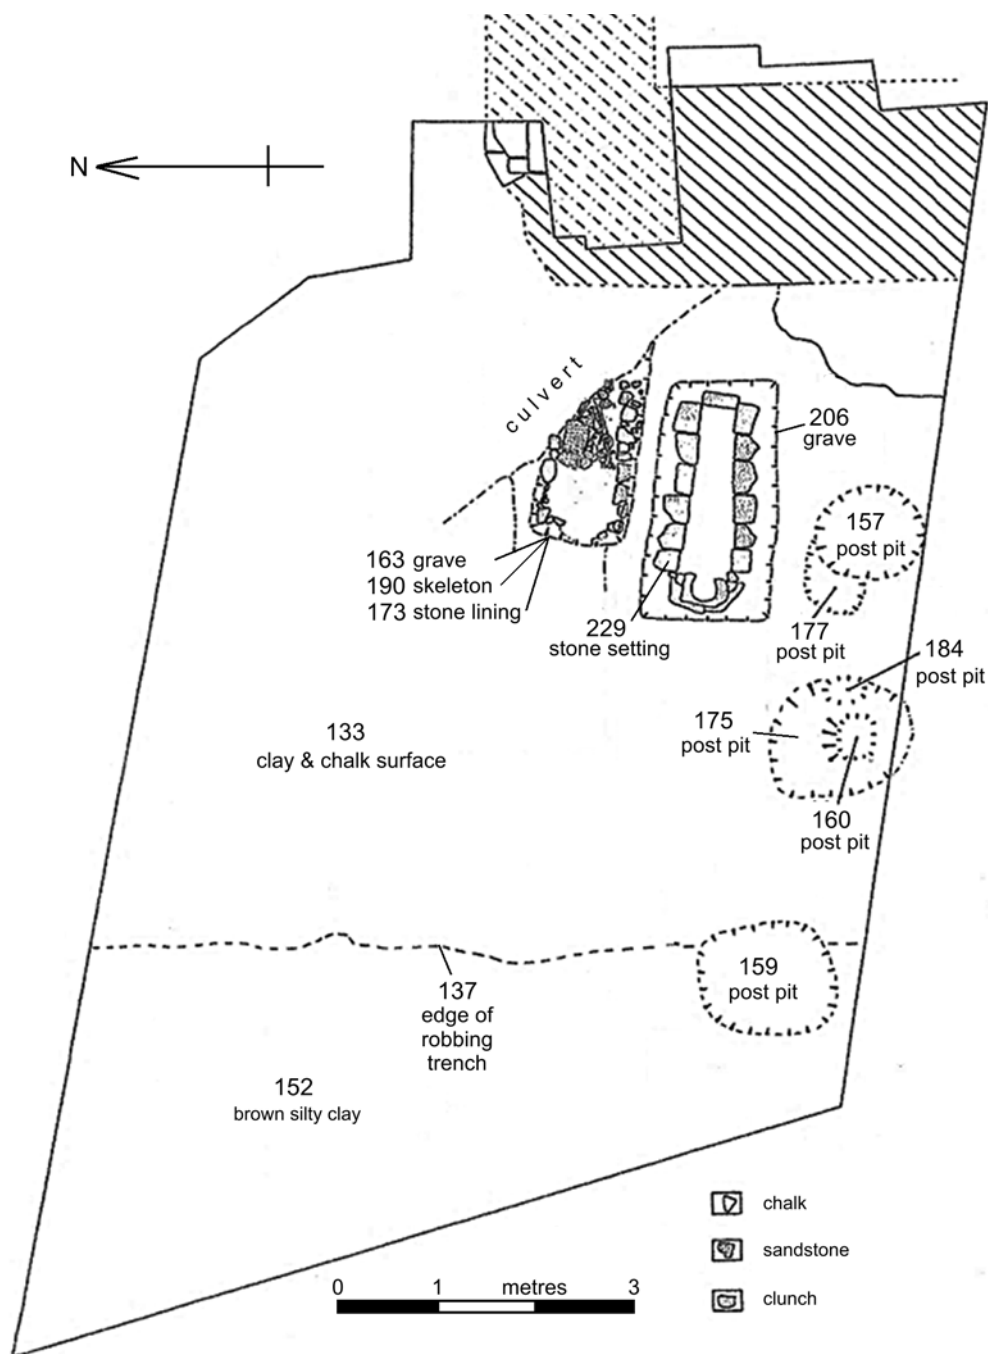 N
culvert
206
grave
157
post pit
163 grave
190 skeleton
173 stone lining
229
stone setting
177
post pit
184
post pit
175
post pit
133
clay & chalk surface
160
post pit
159
post pit
137
edge of
robbing
trench
152
brown silty clay
chalk
sandstone
clunch
0 1 metres 3